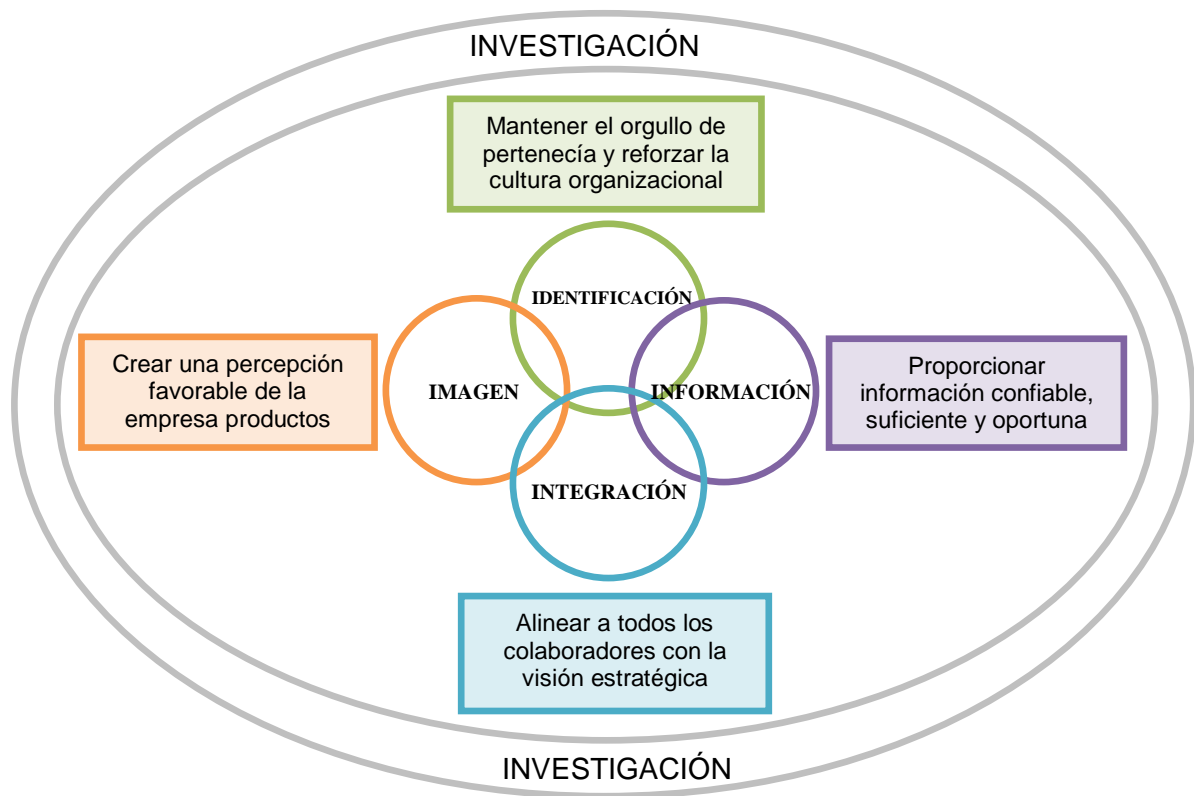 INVESTIGACIÓN
Mantener el orgullo de
pertenecía y reforzar la
cultura organizacional
IDENTIFICACIÓN
Crear una percepción
favorable de la
empresa productos
IMAGEN
INFORMACIÓN
Proporcionar
información confiable,
suficiente y oportuna
INTEGRACIÓN
Alinear a todos los
colaboradores con la
visión estratégica
INVESTIGACIÓN